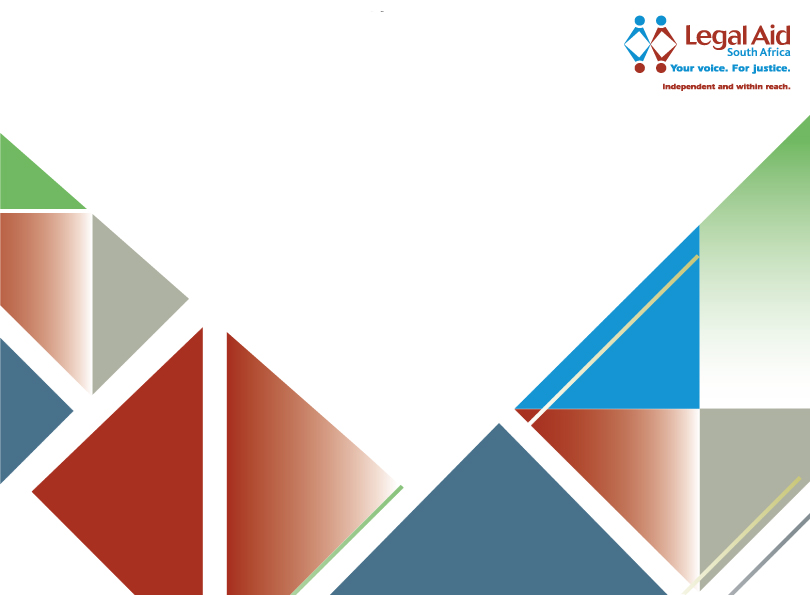 Legal Aid
South Africa
Your voice. For justice.
Independent and within reach.